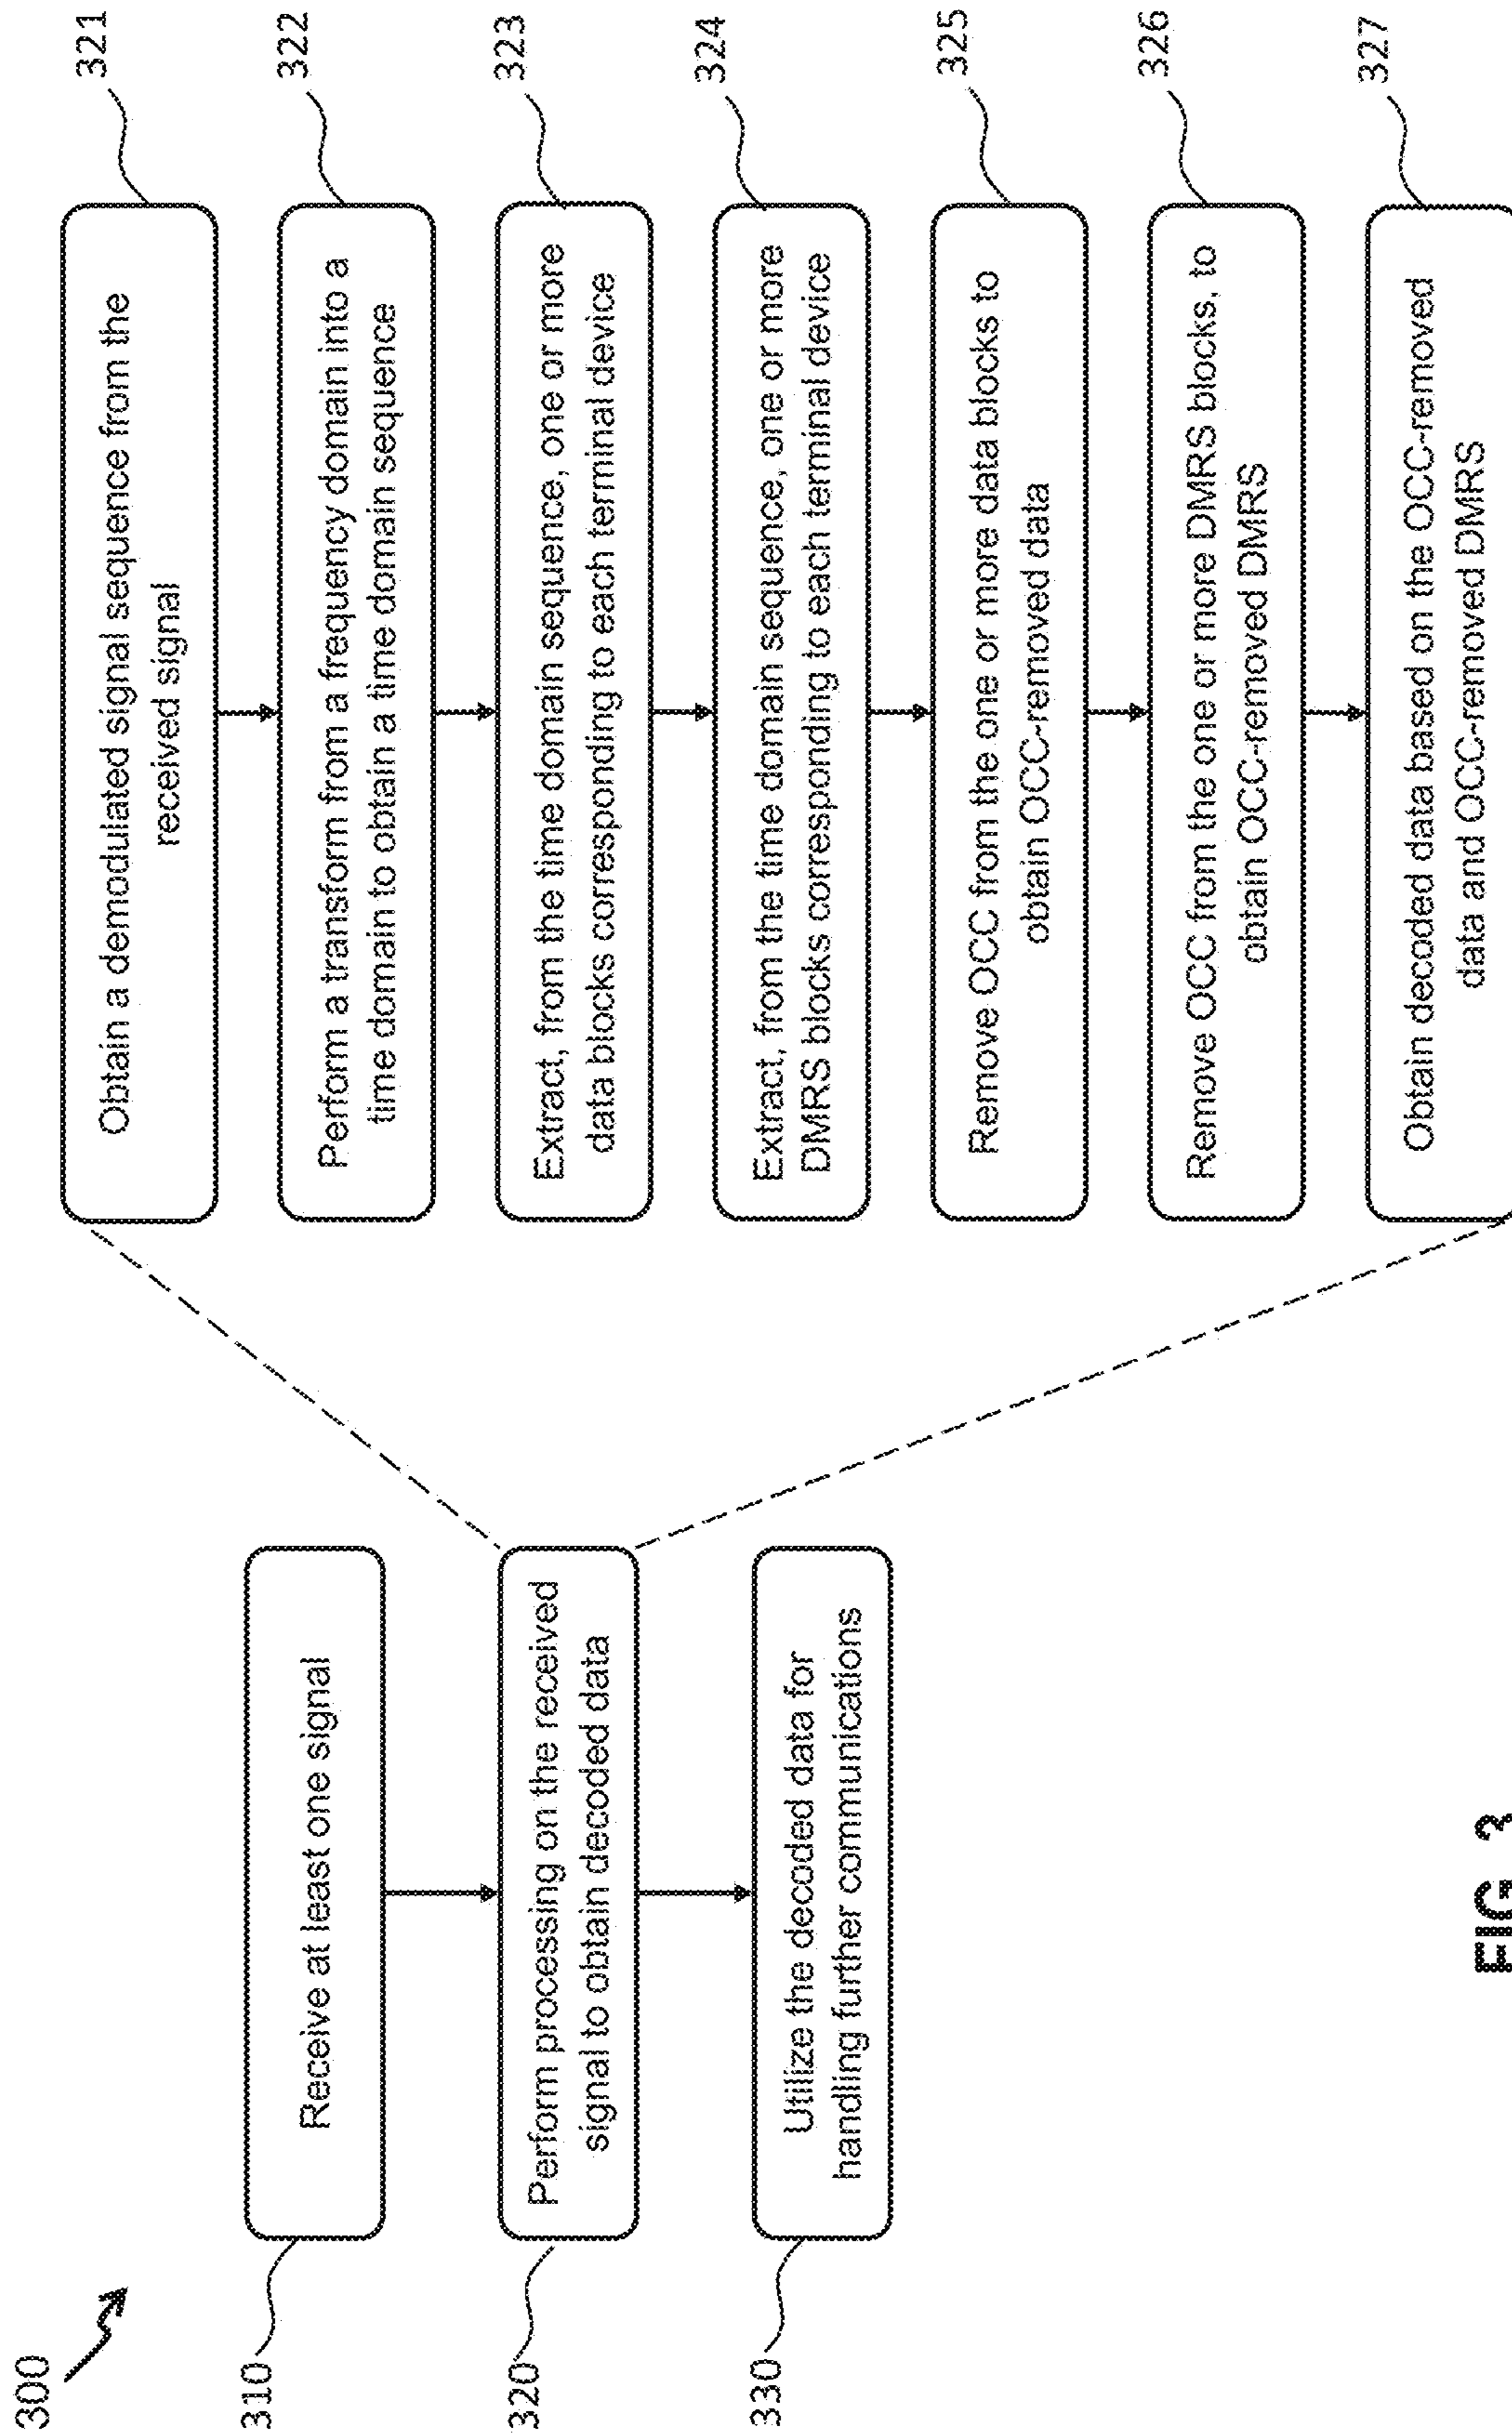 300
310
Receive at least one signal
320
Perform processing on the received
signal to obtain decoded data
330
Utilize the decoded data for
handling further communications
321
Obtain a demodulated signal sequence from the
received signal
322
Perform a transform from a frequency domain into a
time domain to obtain a time domain sequence
323
Extract, from the time domain sequence, one or more
data blocks corresponding to each terminal device
324
Extract, from the time domain sequence, one or more
DMRS blocks corresponding to each terminal device
325
Remove OCC from the one or more data blocks to
obtain OCC-removed data
326
Remove OCC from the one or more DMRS blocks, to
obtain OCC-removed DMRS
327
Obtain decoded data based on the OCC-removed
data and OCC-removed DMRS
FIG. 3